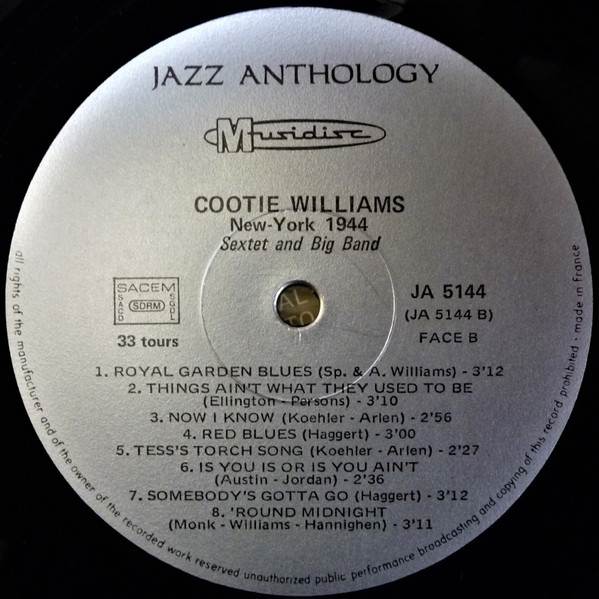 JAZZ ANTHOLOGY
Musidisc
COOTIE WILLIAMS
New-York 1944
Sextet and Big Band
SACEM
SACD
SDRM
SGDL
33 tours
JA 5144
(JA 5144 B)
FACE B
1. ROYAL GARDEN BLUES (Sp. & A. Williams) - 3'12
2. THINGS AIN'T WHAT THEY USED TO BE
(Ellington - Persons) - 3'10
3. NOW I KNOW (Koehler - Arlen) - 2'56
4. RED BLUES (Haggert) - 3'00
5. TESS'S TORCH SONG (Koehler - Arlen) - 2'27
6. IS YOU IS OR IS YOU AIN'T
(Austin - Jordan) - 2'36
7. SOMEBODY'S GOTTA GO (Haggert) - 3'12
8. 'ROUND MIDNIGHT
(Monk - Williams - Hannighen) - 3'11
all rights of the manufacturer and of the owner of the recorded work reserved unauthorized public performance broadcasting and copying of this record prohibited - made in France